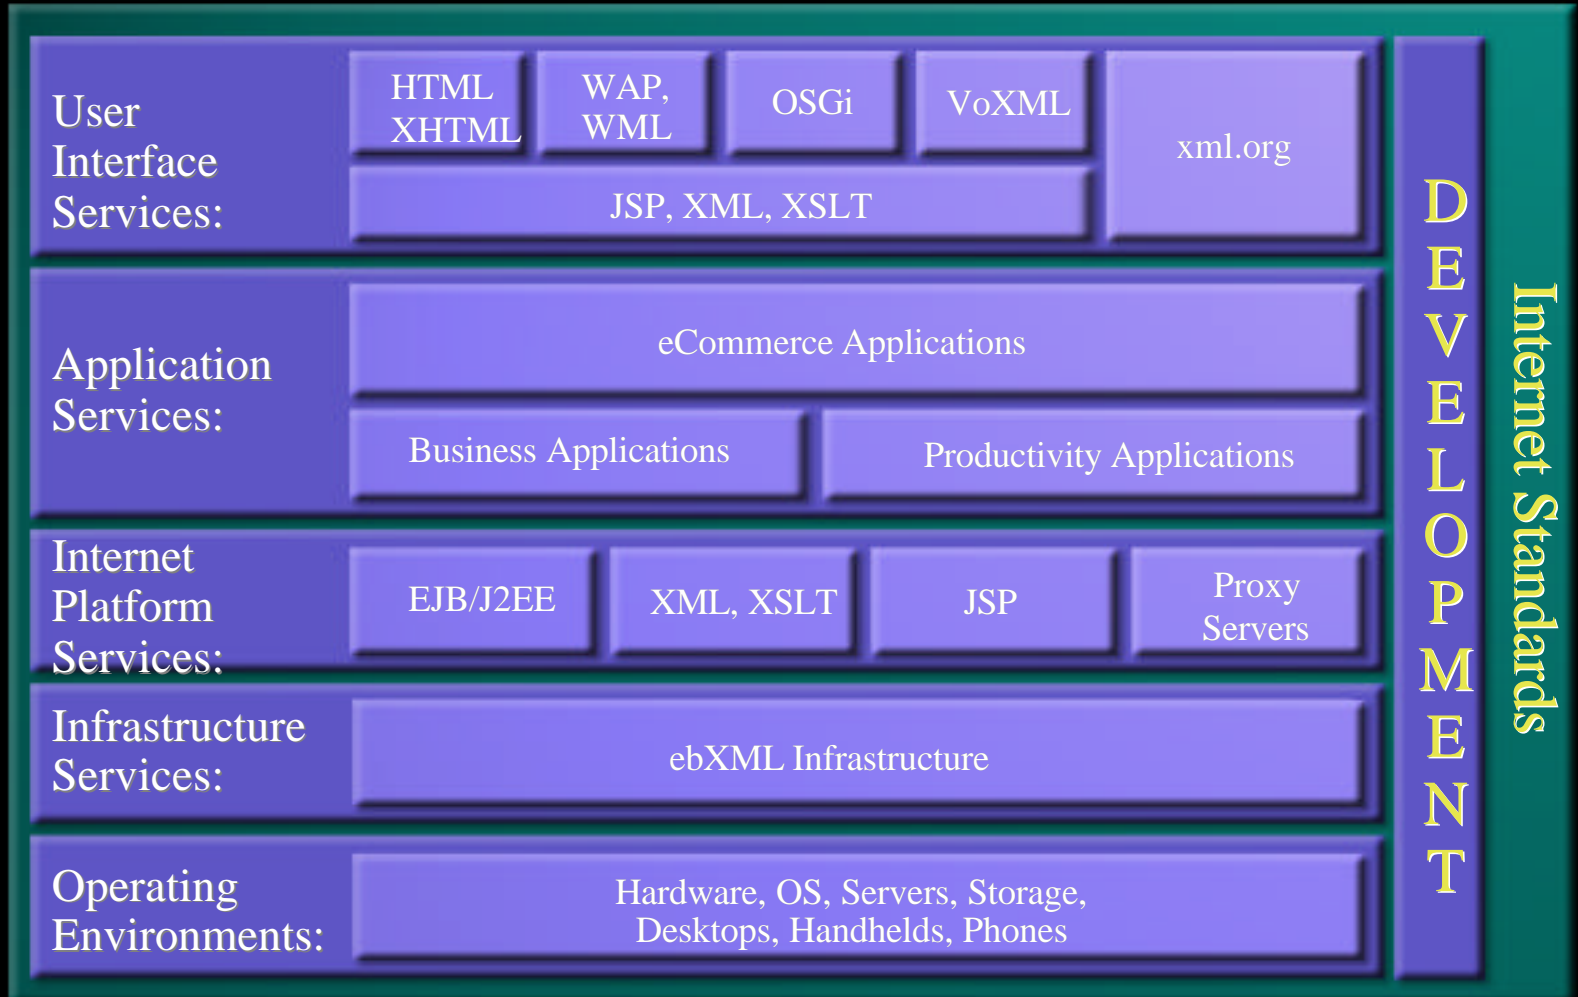 User
Interface
Services:
HTML
XHTML
WAP,
WML
OSGi
VoXML
xml.org
JSP, XML, XSLT
Application
Services:
eCommerce Applications
Business Applications
Productivity Applications
Internet
Platform
Services:
EJB/J2EE
XML, XSLT
JSP
Proxy
Servers
Infrastructure
Services:
ebXML Infrastructure
Operating
Environments:
Hardware, OS, Servers, Storage,
Desktops, Handhelds, Phones
DEVELOPMENT
Internet Standards